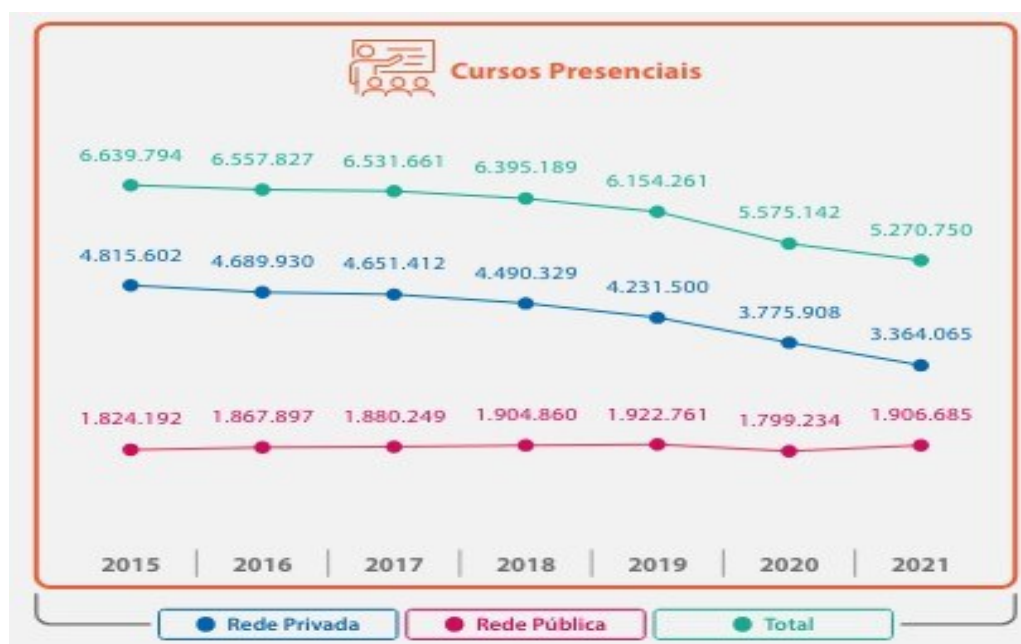 Cursos Presenciais
6.639.794 6.557.827 6.531.661 6.395.189 6.154.261 5.575.142 5.270.750
4.815.602 4.689.930 4.651.412 4.490.329 4.231.500 3.775.908 3.364.065
1.824.192 1.867.897 1.880.249 1.904.860 1.922.761 1.799.234 1.906.685
2015 | 2016 | 2017 | 2018 | 2019 | 2020 | 2021
Rede Privada Rede Pública Total